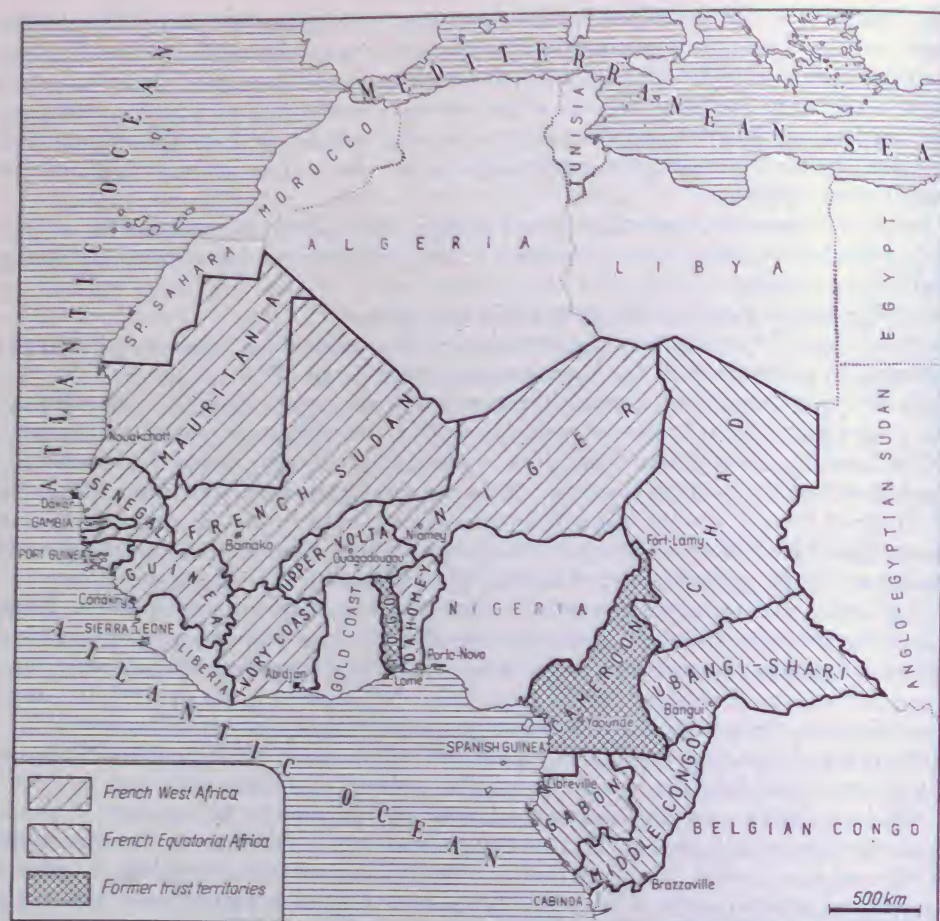 ATLANTIC OCEAN
MEDITERRANEAN SEA
MOROCCO
TUNISIA
ALGERIA
LIBYA
EGYPT
SP. SAHARA
MAURITANIA
Nouakchott
FRENCH SUDAN
NIGER
CHAD
ANGLO-EGYPTIAN SUDAN
SENEGAL
Dakar
GAMBIA
PORT GUINEA
Bamako
UPPER VOLTA
Ouagadougou
Niamey
Fort-Lamy
GUINEA
Conakry
SIERRA LEONE
LIBERIA
IVORY COAST
Abidjan
GOLD COAST
TOGO
Lomé
DAHOMEY
Porto-Novo
NIGERIA
CAMEROON
Yaounde
UBANGI-SHARI
Bangui
ATLANTIC OCEAN
SPANISH GUINEA
Libreville
GABON
MIDDLE CONGO
BELGIAN CONGO
Brazzaville
CABINDA
French West Africa
French Equatorial Africa
Former trust territories
500 km